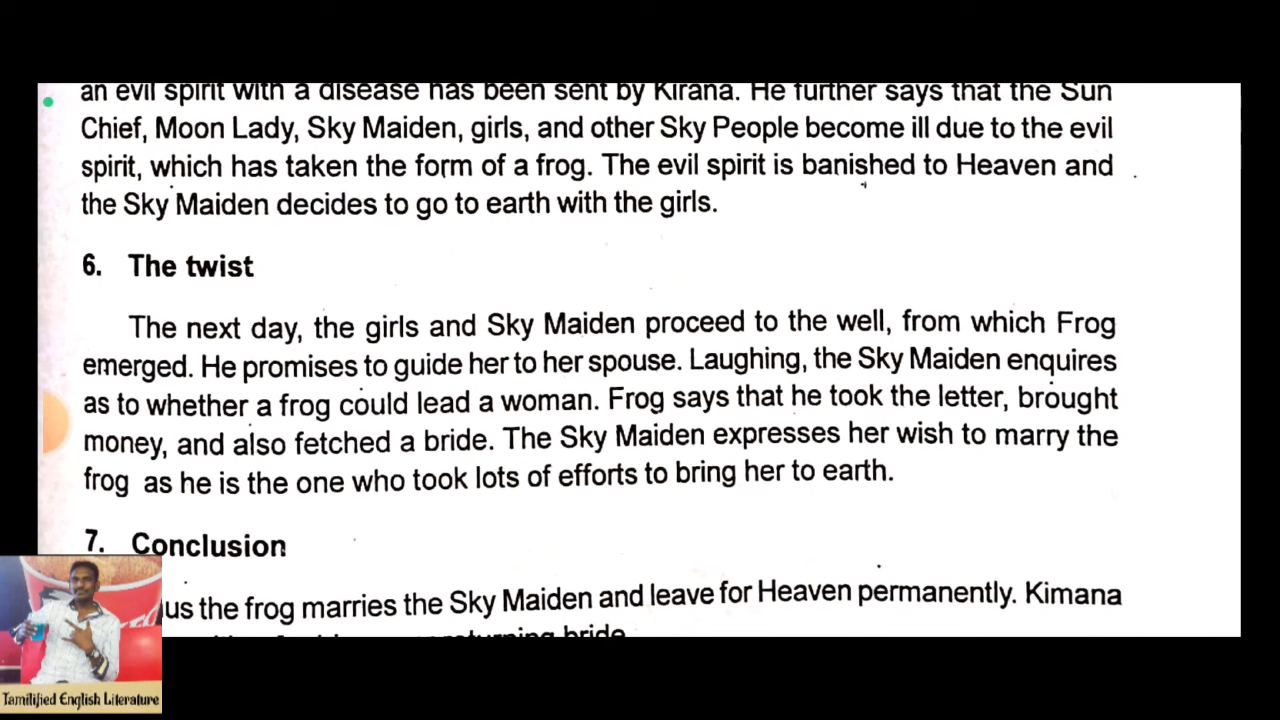 an evil spirit with a disease has been sent by Kirana. He further says that the Sun
Chief, Moon Lady, Sky Maiden, girls, and other Sky People become ill due to the evil
spirit, which has taken the form of a frog. The evil spirit is banished to Heaven and
the Sky Maiden decides to go to earth with the girls.
6. The twist
The next day, the girls and Sky Maiden proceed to the well, from which Frog
emerged. He promises to guide her to her spouse. Laughing, the Sky Maiden enquires
as to whether a frog could lead a woman. Frog says that he took the letter, brought
money, and also fetched a bride. The Sky Maiden expresses her wish to marry the
frog as he is the one who took lots of efforts to bring her to earth.
7. Conclusion
us the frog marries the Sky Maiden and leave for Heaven permanently. Kimana
returning bride.
Tamilified English Literature